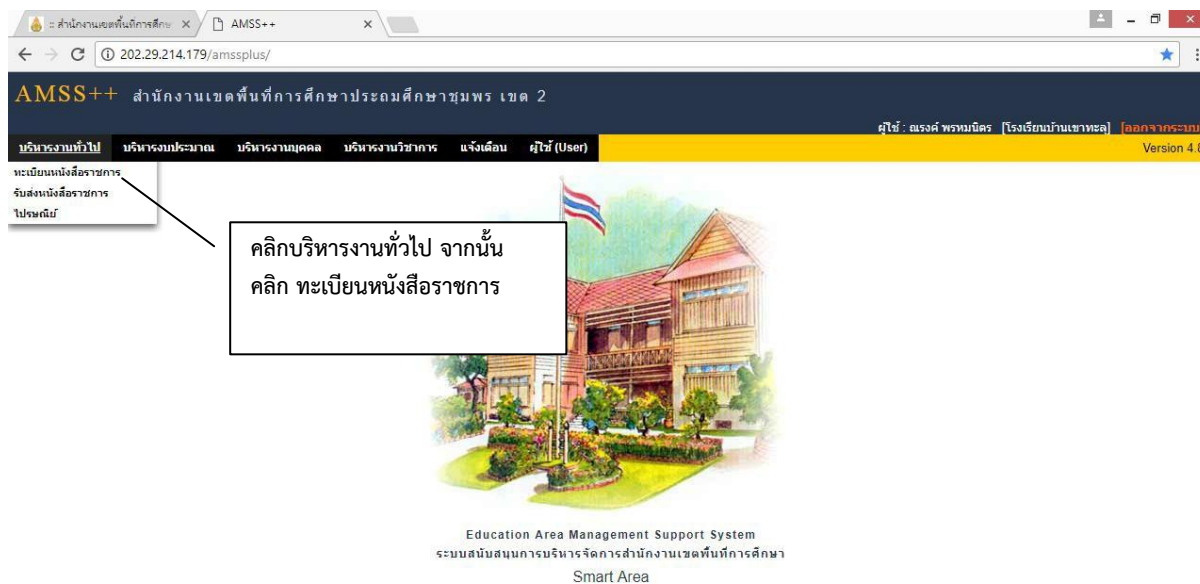 :: สำนักงานเขตพื้นที่การศึกษ
AMSS++
202.29.214.179/amssplus/
AMSS++ สำนักงานเขตพื้นที่การศึกษาประถมศึกษาชุมพร เขต 2
ผู้ใช้ : ณรงค์ พรหมนิคร [โรงเรียนบ้านเขาทะลุ] [ออกจากระบบ
บริหารงานทั่วไป บริหารงบประมาณ บริหารงานบุคคล บริหารงานวิชาการ แจ้งเตือน ผู้ใช้ (User) Version 4.
ทะเบียนหนังสือราชการ
รับส่งหนังสือราชการ
ไปรษณีย์
คลิกบริหารงานทั่วไป จากนั้น
คลิก ทะเบียนหนังสือราชการ
Education Area Management Support System
ระบบสนับสนุนการบริหารจัดการสำนักงานเขตพื้นที่การศึกษา
Smart Area